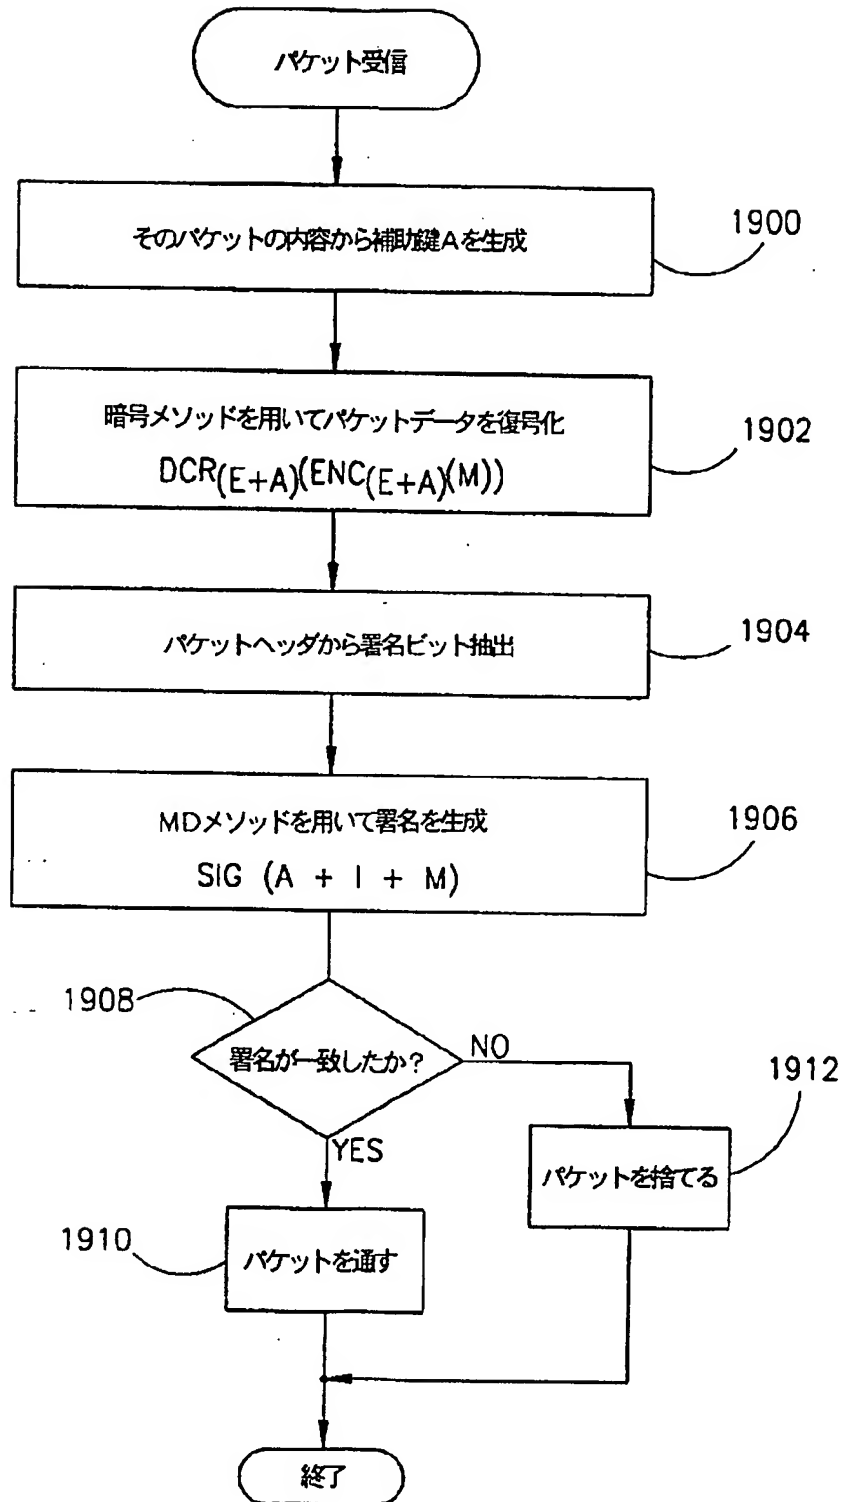 パケット受信
そのパケットの内容から補助鍵Aを生成
1900
暗号メソッドを用いてパケットデータを復号化
DCR(E+A)(ENC(E+A)(M))
1902
パケットヘッダから署名ビット抽出
1904
MDメソッドを用いて署名を生成
SIG (A + I + M)
1906
1908
署名が一致したか?
NO
YES
1912
パケットを捨てる
1910
パケットを通す
終了